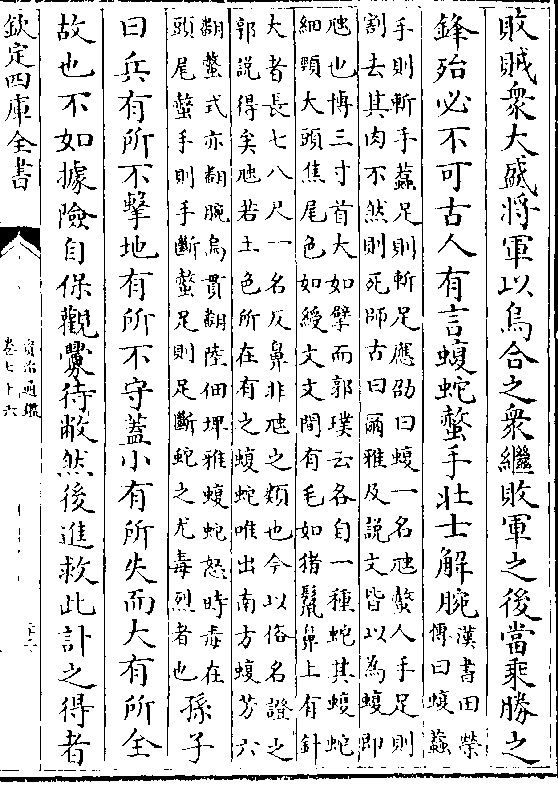 敗賊衆大盛将軍以烏合之衆繼敗軍之後當乘勝之
鋒殆必不可古人有言蝮蛇螫手壯士解腕
漢書田榮
傳曰蝮蠚
手則斬手蠚足則斬足應劭曰蝮一名虺螫人手足則
割去其肉不然則死師古曰爾雅及説文皆以為蝮即
虺也博三寸首大如擘而郭璞云各自一種蛇其蝮蛇
細頸大頭焦尾色如綬文文間有毛如猪鬛鼻上有針
大者長七八尺一名反鼻非虺之類也今以俗名證之
郭説得矣虺若土色所在有之蝮蛇唯出南方蝮芳六
翻螫式亦翻腕烏貫翻陸佃埤雅蝮蛇怒時毒在
頭尾螫手則手斷螫足則足斷蛇之尤毒烈者也
孫子
曰兵有所不擊地有所不守蓋小有所失而大有所全
故也不如據險自保觀釁待敝然後進救此計之得者
欽定四庫全書
資治通鑑
卷七十六